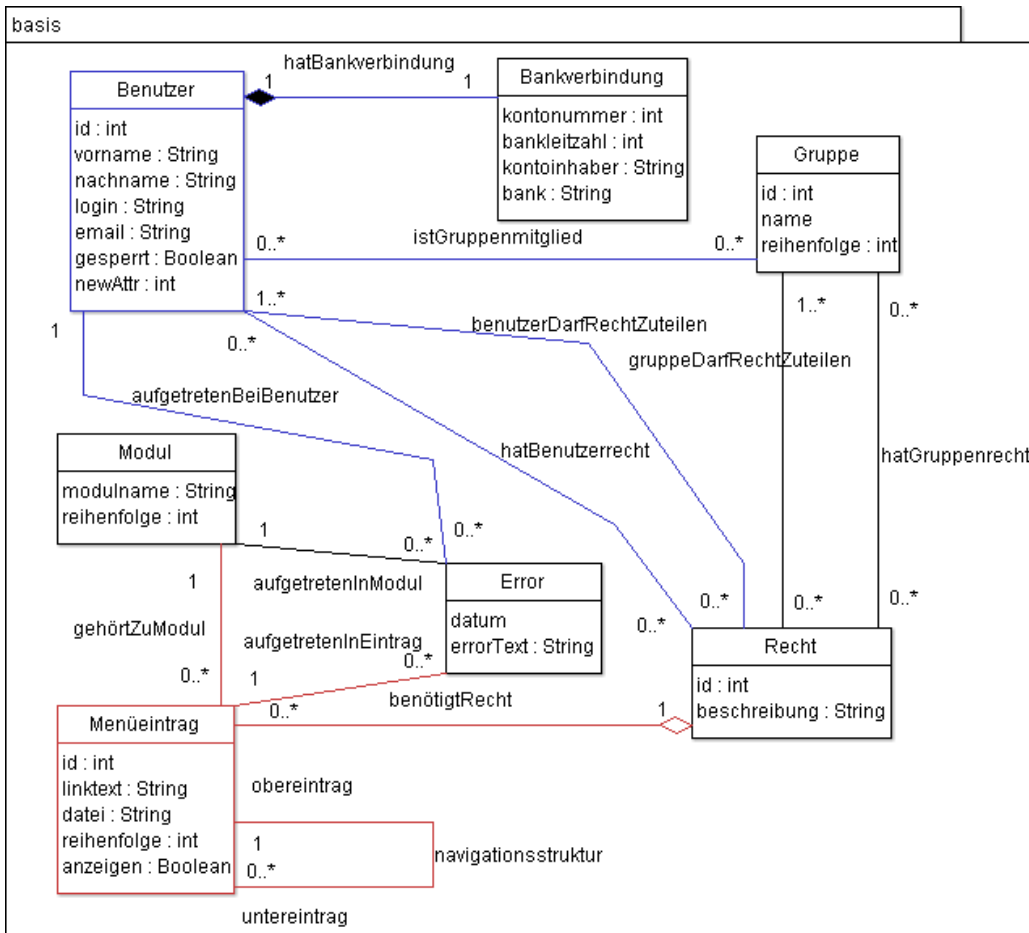 basis
hatBankverbindung
1
1
Benutzer
id : int
vorname : String
nachname : String
login : String
email : String
gesperrt : Boolean
newAttr : int
Bankverbindung
kontonummer : int
bankleitzahl : int
kontoinhaber : String
bank : String
Gruppe
id : int
name
reihenfolge : int
0..*
istGruppenmitglied
0..*
1..*
benutzerDarfRechtZuteilen
1..*
0..*
1
0..*
gruppeDarfRechtZuteilen
aufgetretenBeiBenutzer
hatBenutzerrecht
hatGruppenrecht
Modul
modulname : String
reihenfolge : int
1
0..*
0..*
aufgetretenInModul
Error
datum
errorText : String
1
gehörtZuModul
0..*
aufgetretenInEintrag
0..*
1
0..*
0..*
0..*
0..*
Recht
id : int
beschreibung : String
benötigtRecht
0..*
1
Menüeintrag
id : int
linktext : String
datei : String
reihenfolge : int
anzeigen : Boolean
obereintrag
1
navigationsstruktur
0..*
untereintrag